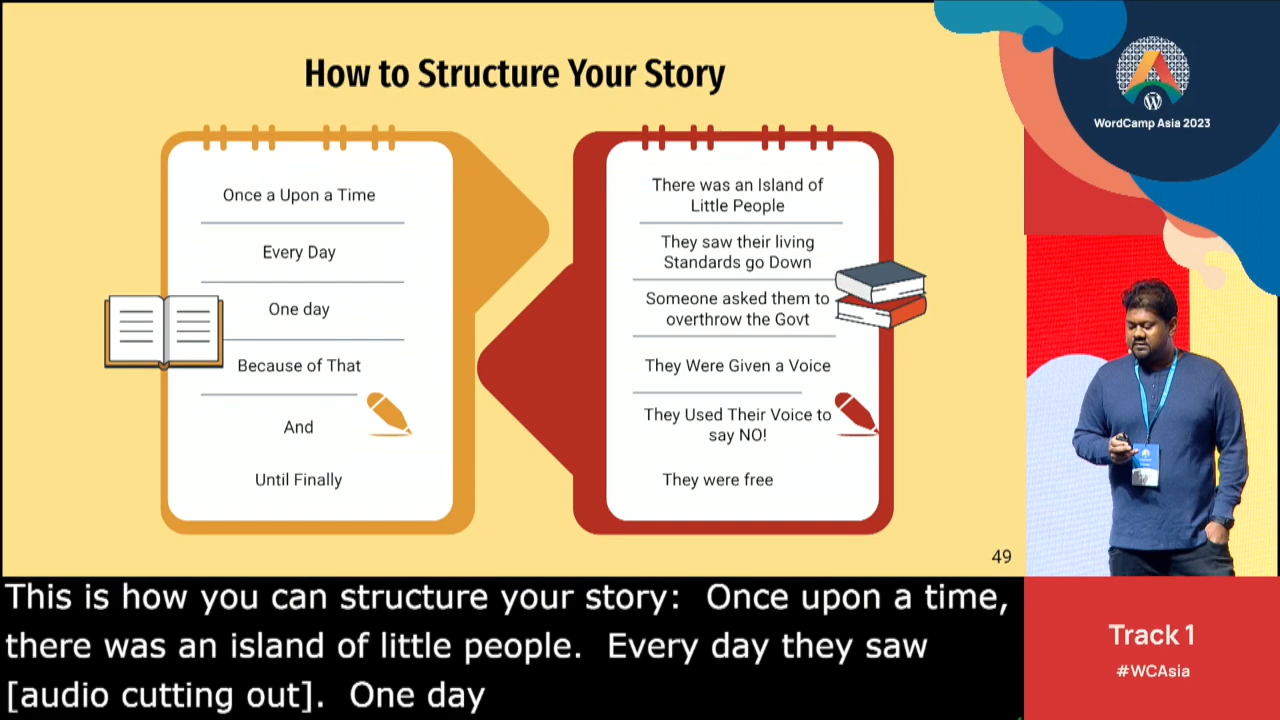 How to Structure Your Story
Once a Upon a Time
Every Day
One day
Because of That
And
Until Finally
There was an Island of
Little People
They saw their living
Standards go Down
Someone asked them to
overthrow the Govt
They Were Given a Voice
They Used Their Voice to
say NO!
They were free
49
WordCamp Asia 2023
This is how you can structure your story: Once upon a time,
there was an island of little people. Every day they saw
[audio cutting out]. One day
Track 1
#WCAsia